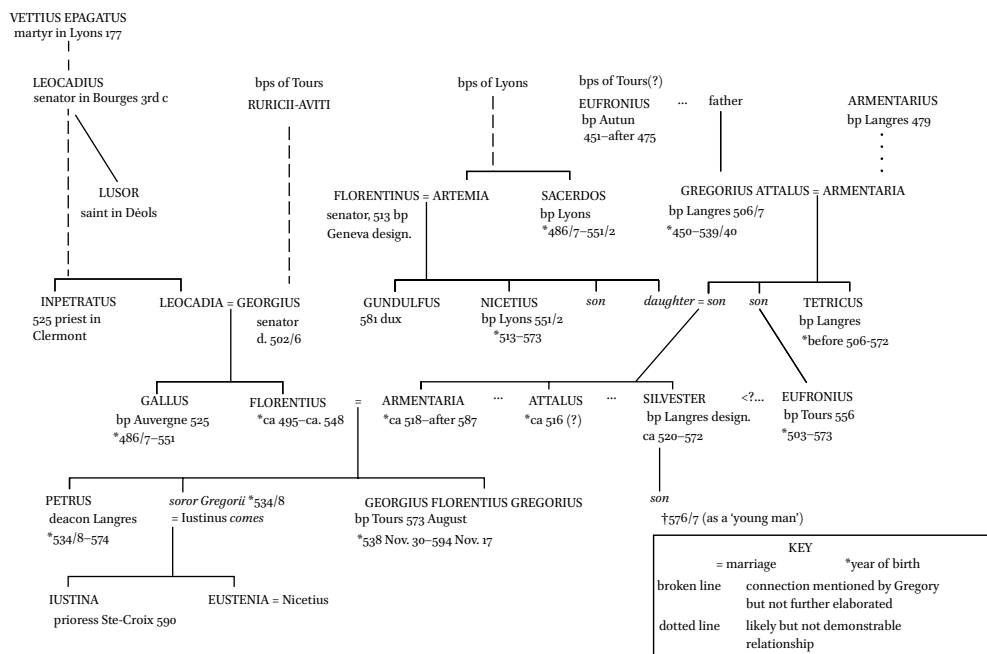 VETTIUS EPAGATUS
martyr in Lyons 177
LEOCADIUS
senator in Bourges 3rd c
bps of Tours
RURICII-AVITI
bps of Lyons
bps of Tours(?)
EUFRONIUS ... father
bp Autun
451–after 475
ARMENTARIUS
bp Langres 479
LUSOR
saint in Déols
FLORENTINUS = ARTEMIA
senator, 513 bp
Geneva design.
SACERDOS
bp Lyons
*486/7–551/2
GREGORIUS ATTALUS = ARMENTARIA
bp Langres 506/7
*450–539/40
INPETRATUS
525 priest in
Clermont
LEOCADIA = GEORGIUS
senator
d. 502/6
GUNDULFUS
581 dux
NICETIUS
bp Lyons 551/2
*513–573
son
daughter = son
son
TETRICUS
bp Langres
*before 506-572
GALLUS
bp Auvergne 525
*486/7–551
FLORENTIUS
*ca 495–ca. 548
=
ARMENTARIA
*ca 518–after 587
...
ATTALUS
*ca 516 (?)
...
SILVESTER
bp Langres design.
ca 520–572
<?...
EUFRONIUS
bp Tours 556
*503–573
PETRUS
deacon Langres
*534/8–574
soror Gregorii *534/8
= Iustinus comes
GEORGIUS FLORENTIUS GREGORIUS
bp Tours 573 August
*538 Nov. 30–594 Nov. 17
son
†576/7 (as a ‘young man’)
IUSTINA
prioress Ste-Croix 590
EUSTENIA = Nicetius
KEY
= marriage *year of birth
broken line connection mentioned by Gregory
but not further elaborated
dotted line likely but not demonstrable
relationship